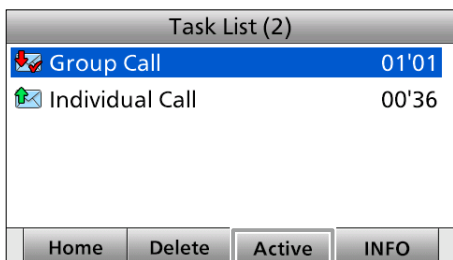 Task List (2)
Group Call 01'01
Individual Call 00'36
Home Delete Active INFO